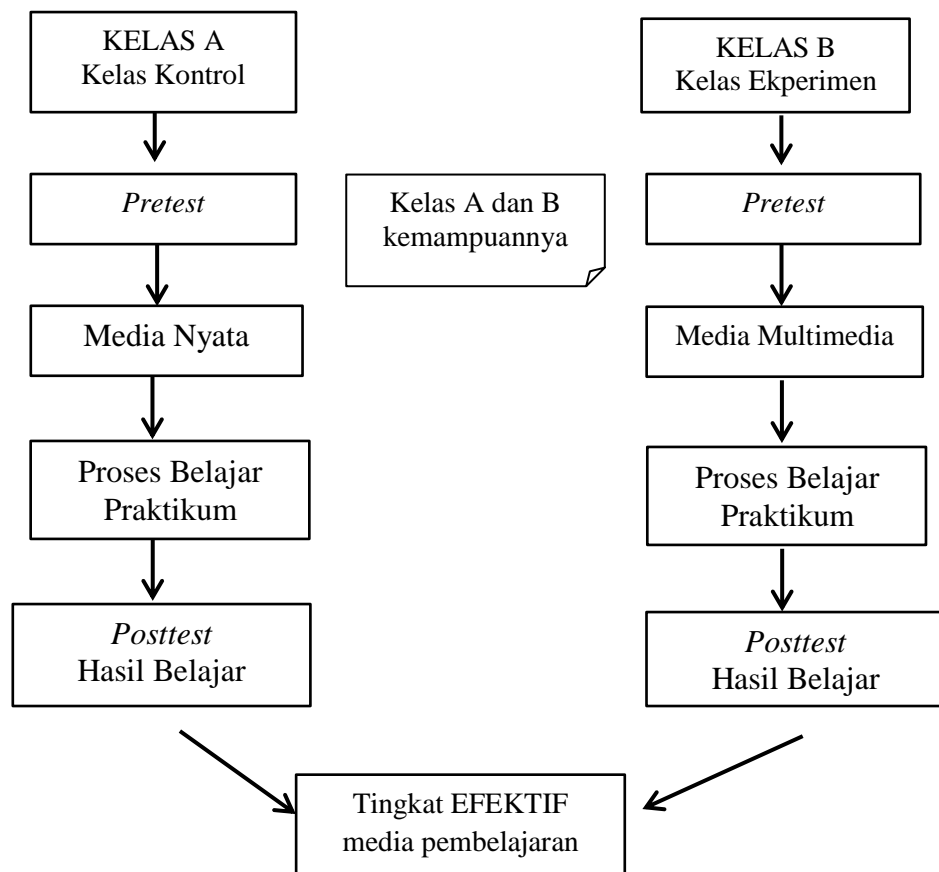 KELAS A
Kelas Kontrol
KELAS B
Kelas Ekperimen
Pretest
Kelas A dan B
kemampuannya
Pretest
Media Nyata
Media Multimedia
Proses Belajar
Praktikum
Proses Belajar
Praktikum
Posttest
Hasil Belajar
Posttest
Hasil Belajar
Tingkat EFEKTIF
media pembelajaran